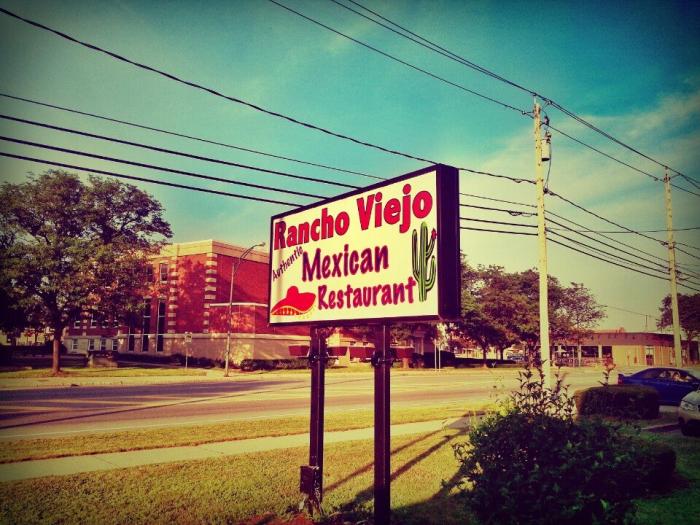 Rancho Viejo
Authentic
Mexican
Restaurant